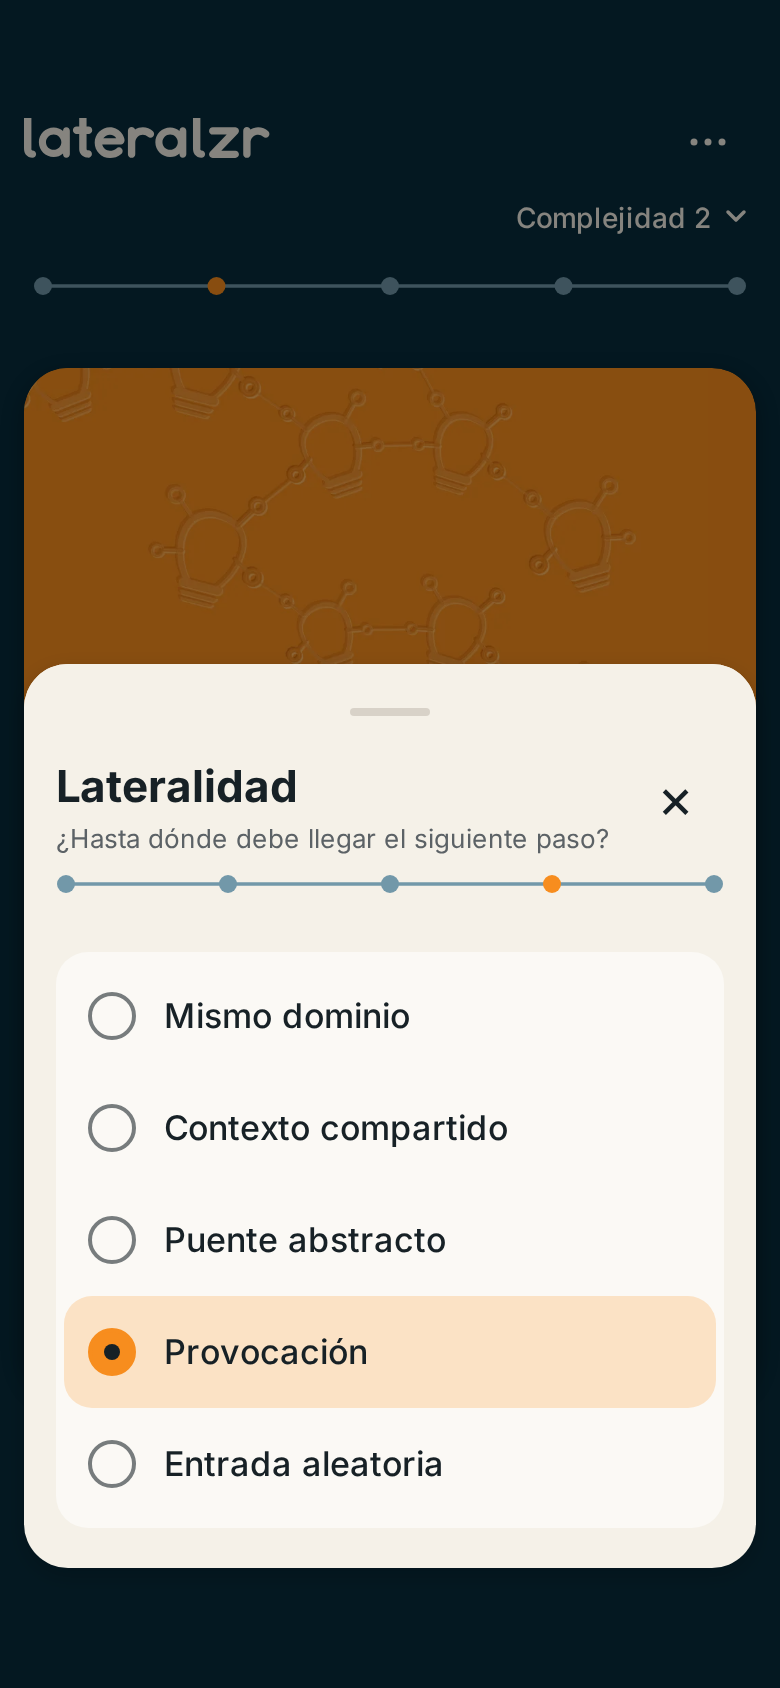 lateralzr
Complejidad 2
Lateralidad
¿Hasta dónde debe llegar el siguiente paso?
Mismo dominio
Contexto compartido
Puente abstracto
Provocación
Entrada aleatoria